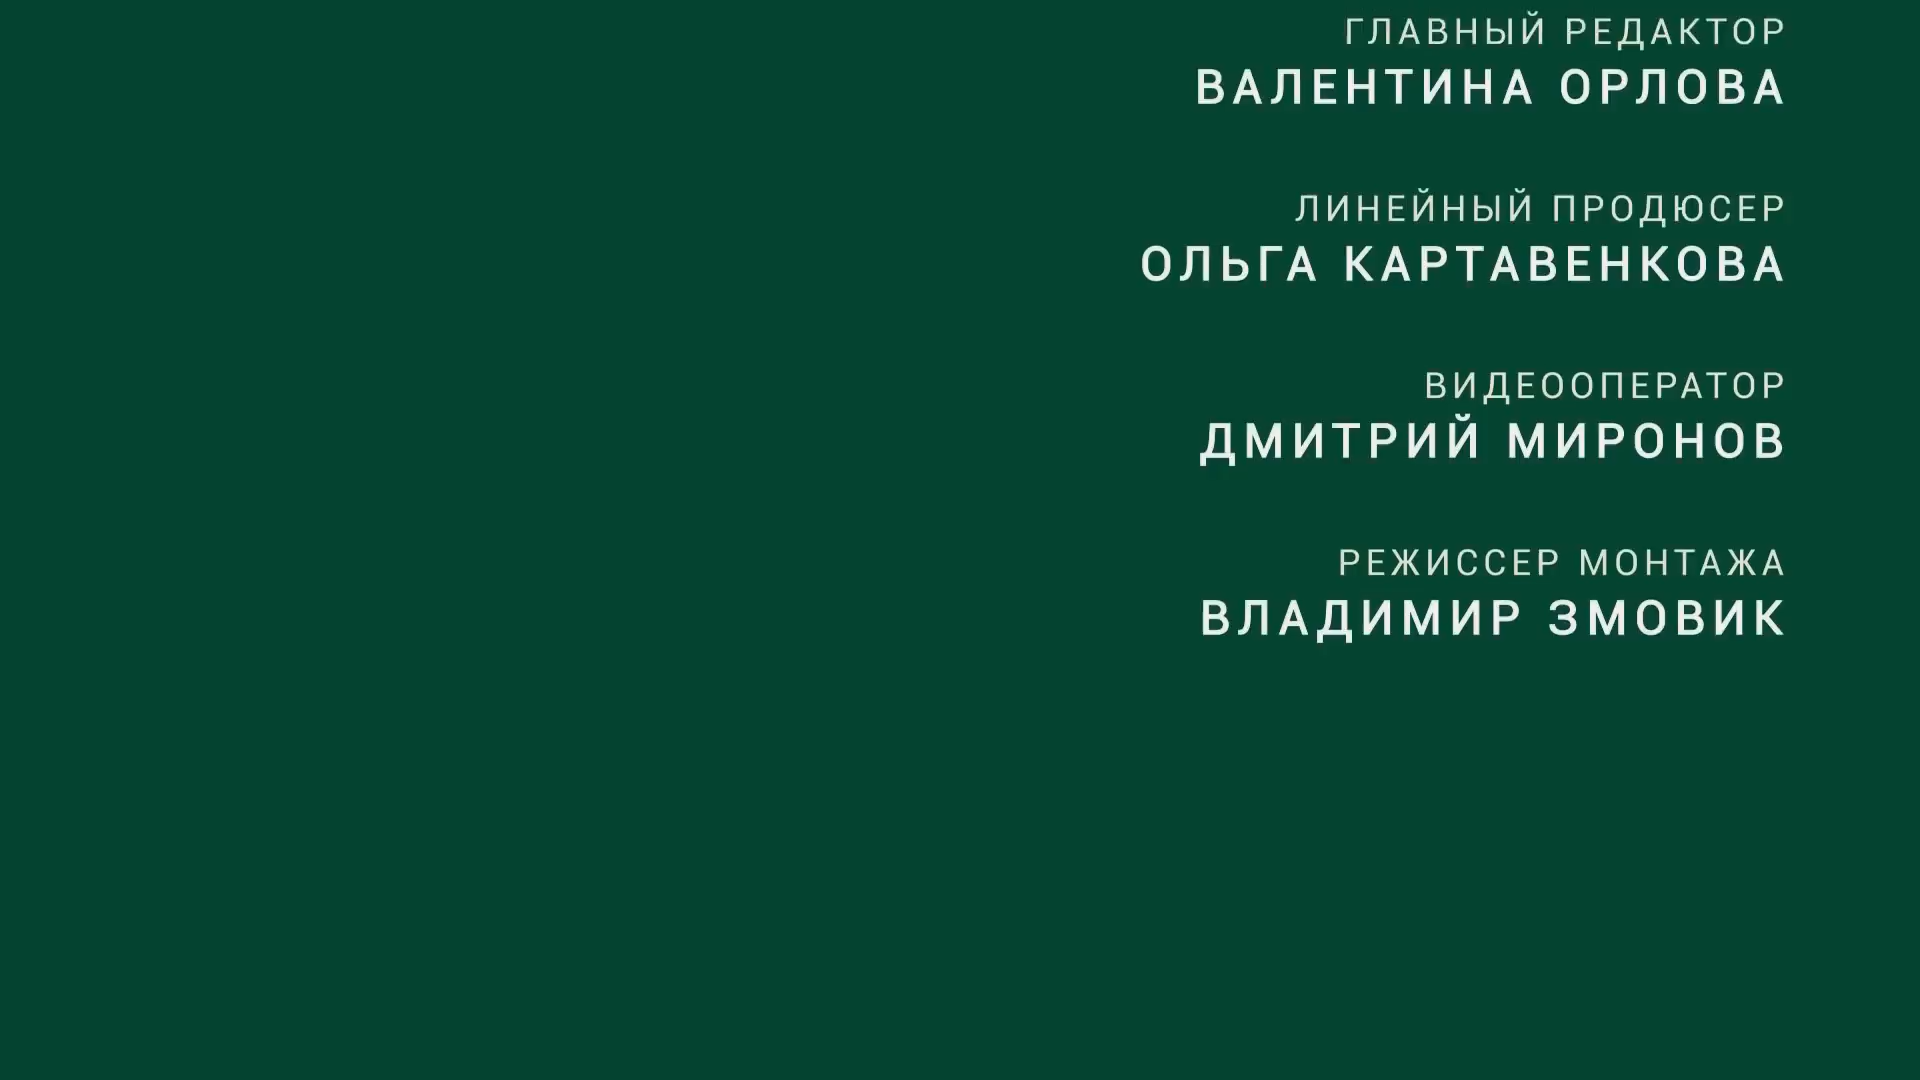 ГЛАВНЫЙ РЕДАКТОР
ВАЛЕНТИНА ОРЛОВА
ЛИНЕЙНЫЙ ПРОДЮСЕР
ОЛЬГА КАРТАВЕНКОВА
ВИДЕООПЕРАТОР
ДМИТРИЙ МИРОНОВ
РЕЖИССЕР МОНТАЖА
ВЛАДИМИР ЗМОВИК